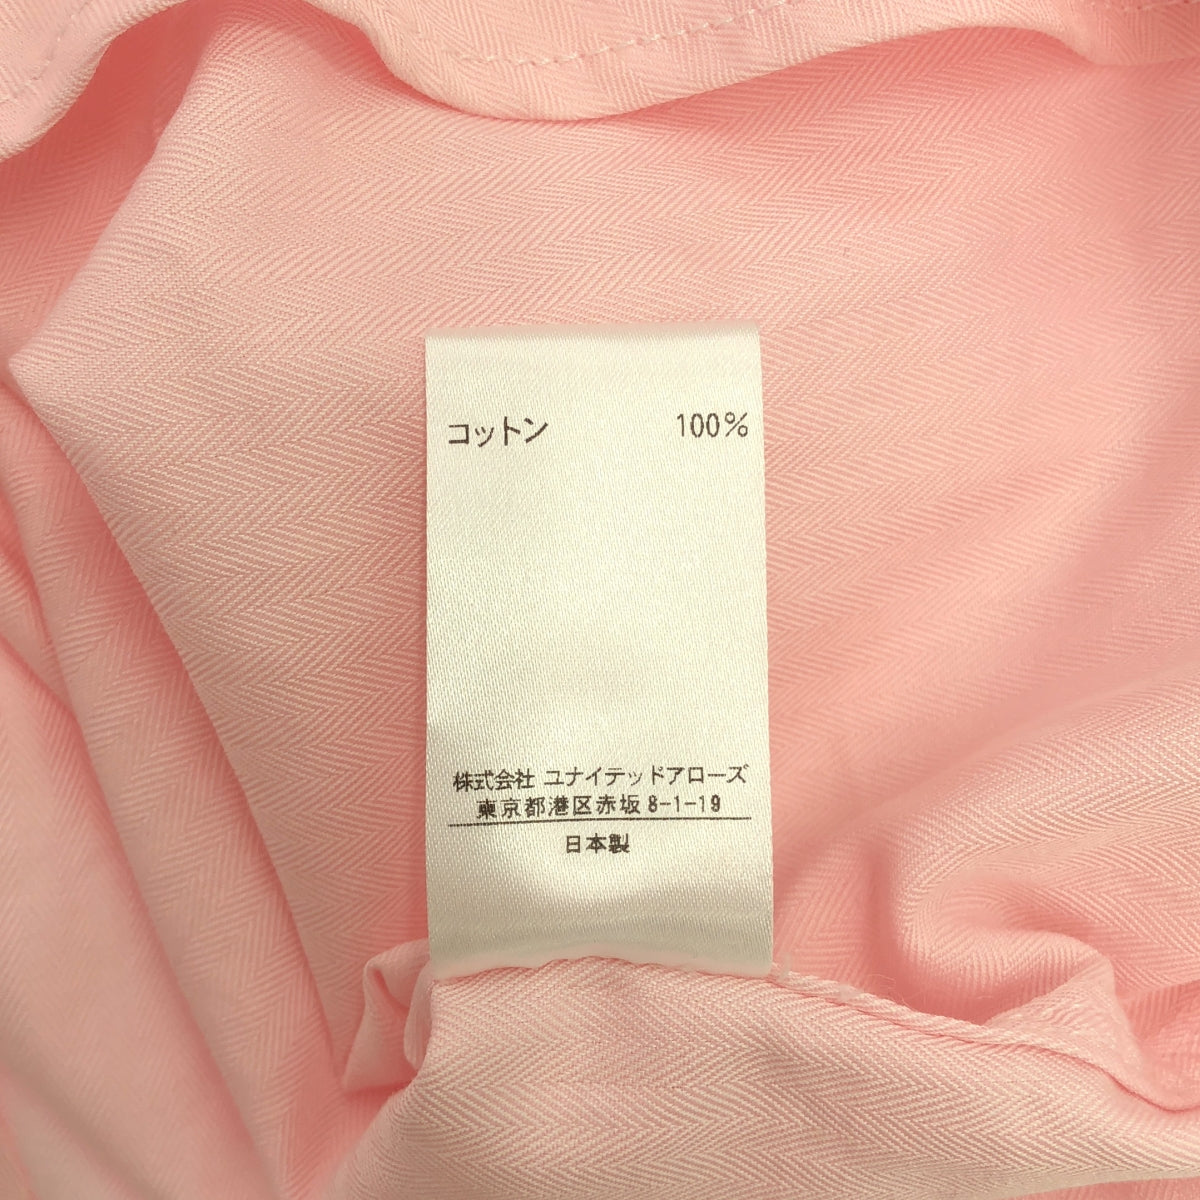 コットン 100%
株式会社 ユナイテッドアローズ
東京都港区赤坂 8-1-19
日本製